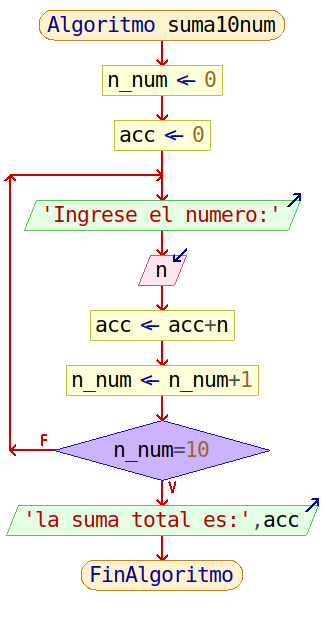 Algoritmo suma10num
n_num ← 0
acc ← 0
'Ingrese el numero:'
n
acc ← acc+n
n_num ← n_num+1
n_num=10
F
V
'la suma total es:',acc
FinAlgoritmo